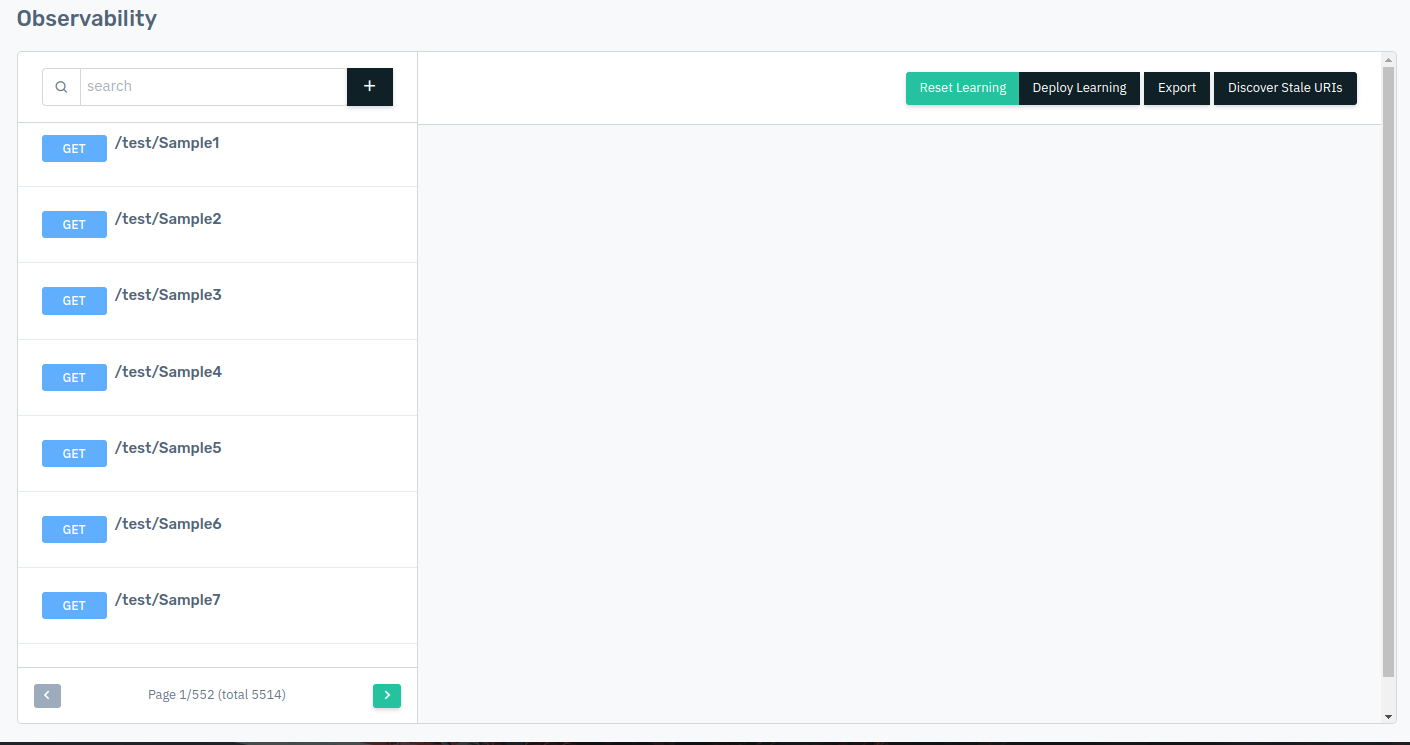 Observability
search
+
Reset Learning
Deploy Learning
Export
Discover Stale URIs
GET /test/Sample1
GET /test/Sample2
GET /test/Sample3
GET /test/Sample4
GET /test/Sample5
GET /test/Sample6
GET /test/Sample7
Page 1/552 (total 5514)